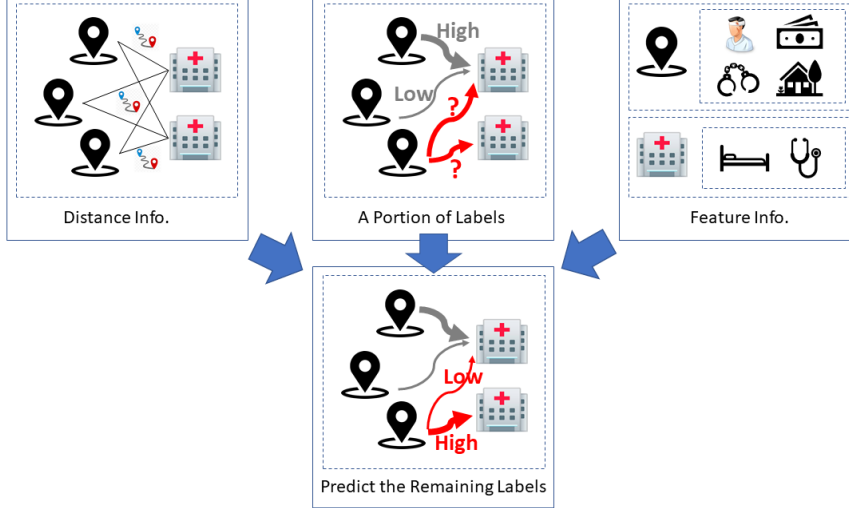 High
Low
?
?
Distance Info.
A Portion of Labels
Feature Info.
Low
High
Predict the Remaining Labels